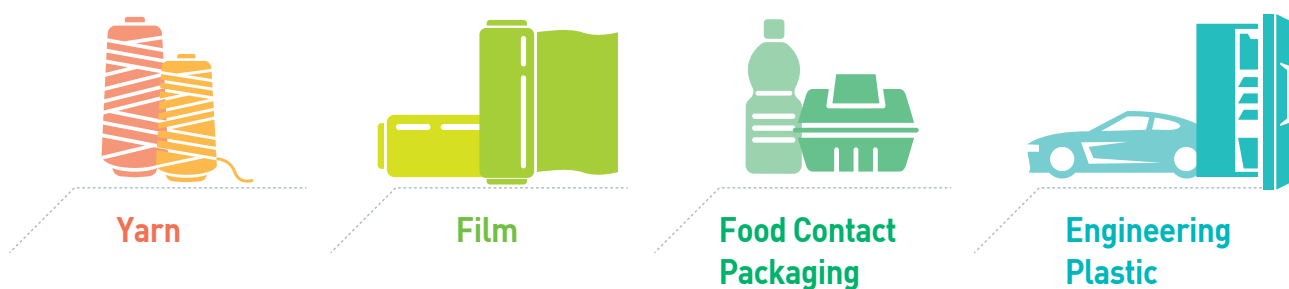 Yarn
Film
Food Contact
Packaging
Engineering
Plastic